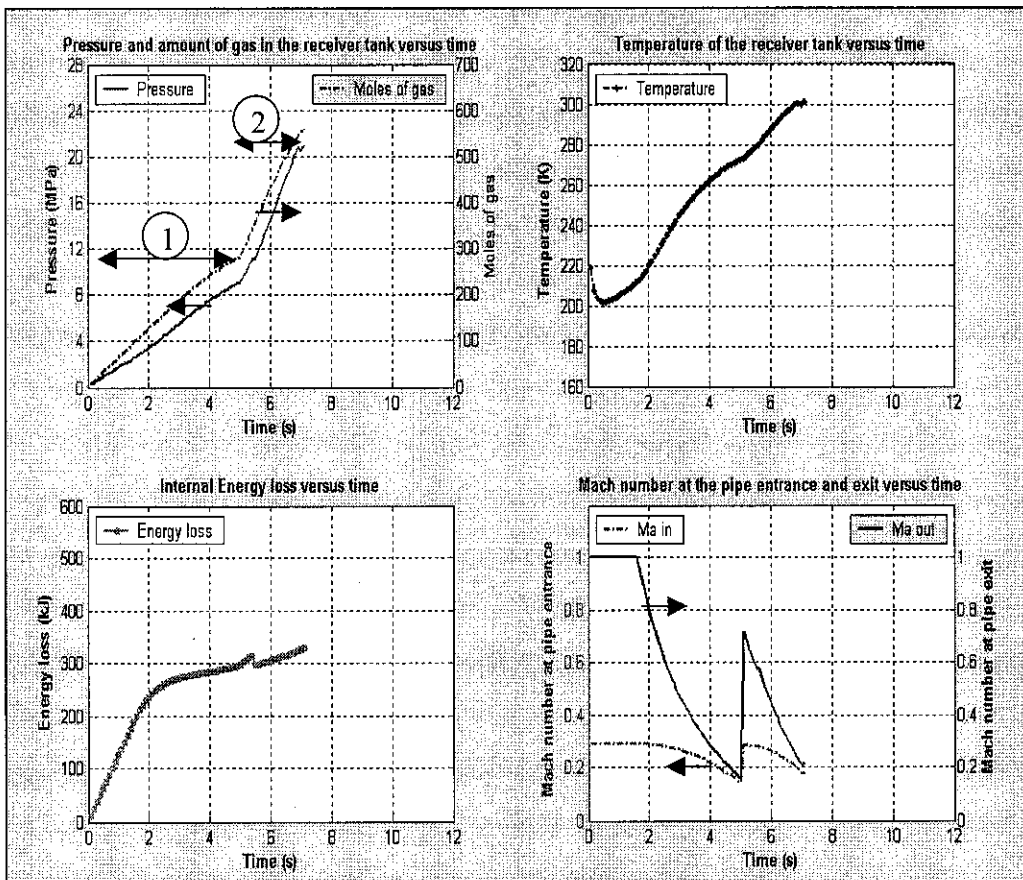 Pressure and amount of gas in the receiver tank versus time
28
24
20
16
12
8
4
0
Pressure (MPa)
Pressure
Moles of gas
1
2
700
600
500
400
300
200
100
0
Moles of gas
0 2 4 6 8 10 12
Time (s)
Temperature of the receiver tank versus time
320
300
280
260
240
220
200
180
160
Temperature (K)
Temperature
0 2 4 6 8 10 12
Time (s)
Internal Energy loss versus time
600
500
400
300
200
100
0
Energy loss (kJ)
Energy loss
0 2 4 6 8 10 12
Time (s)
Mach number at the pipe entrance and exit versus time
Ma in
Ma out
1
0.8
0.6
0.4
0.2
0
Mach number at pipe entrance
1
0.8
0.6
0.4
0.2
0
Mach number at pipe exit
0 2 4 6 8 10 12
Time (s)